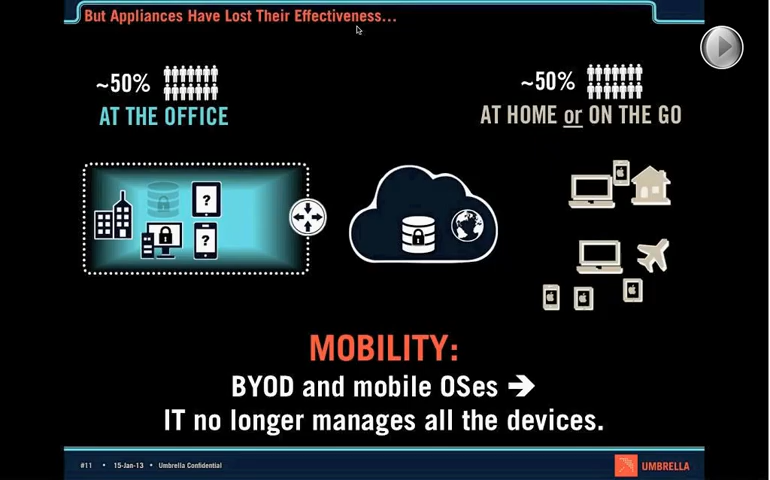 But Appliances Have Lost Their Effectiveness...
~50%
AT THE OFFICE
~50%
AT HOME or ON THE GO
?
?
MOBILITY:
BYOD and mobile OSes ➔
IT no longer manages all the devices.
#11 • 15-Jan-13 • Umbrella Confidential
UMBRELLA